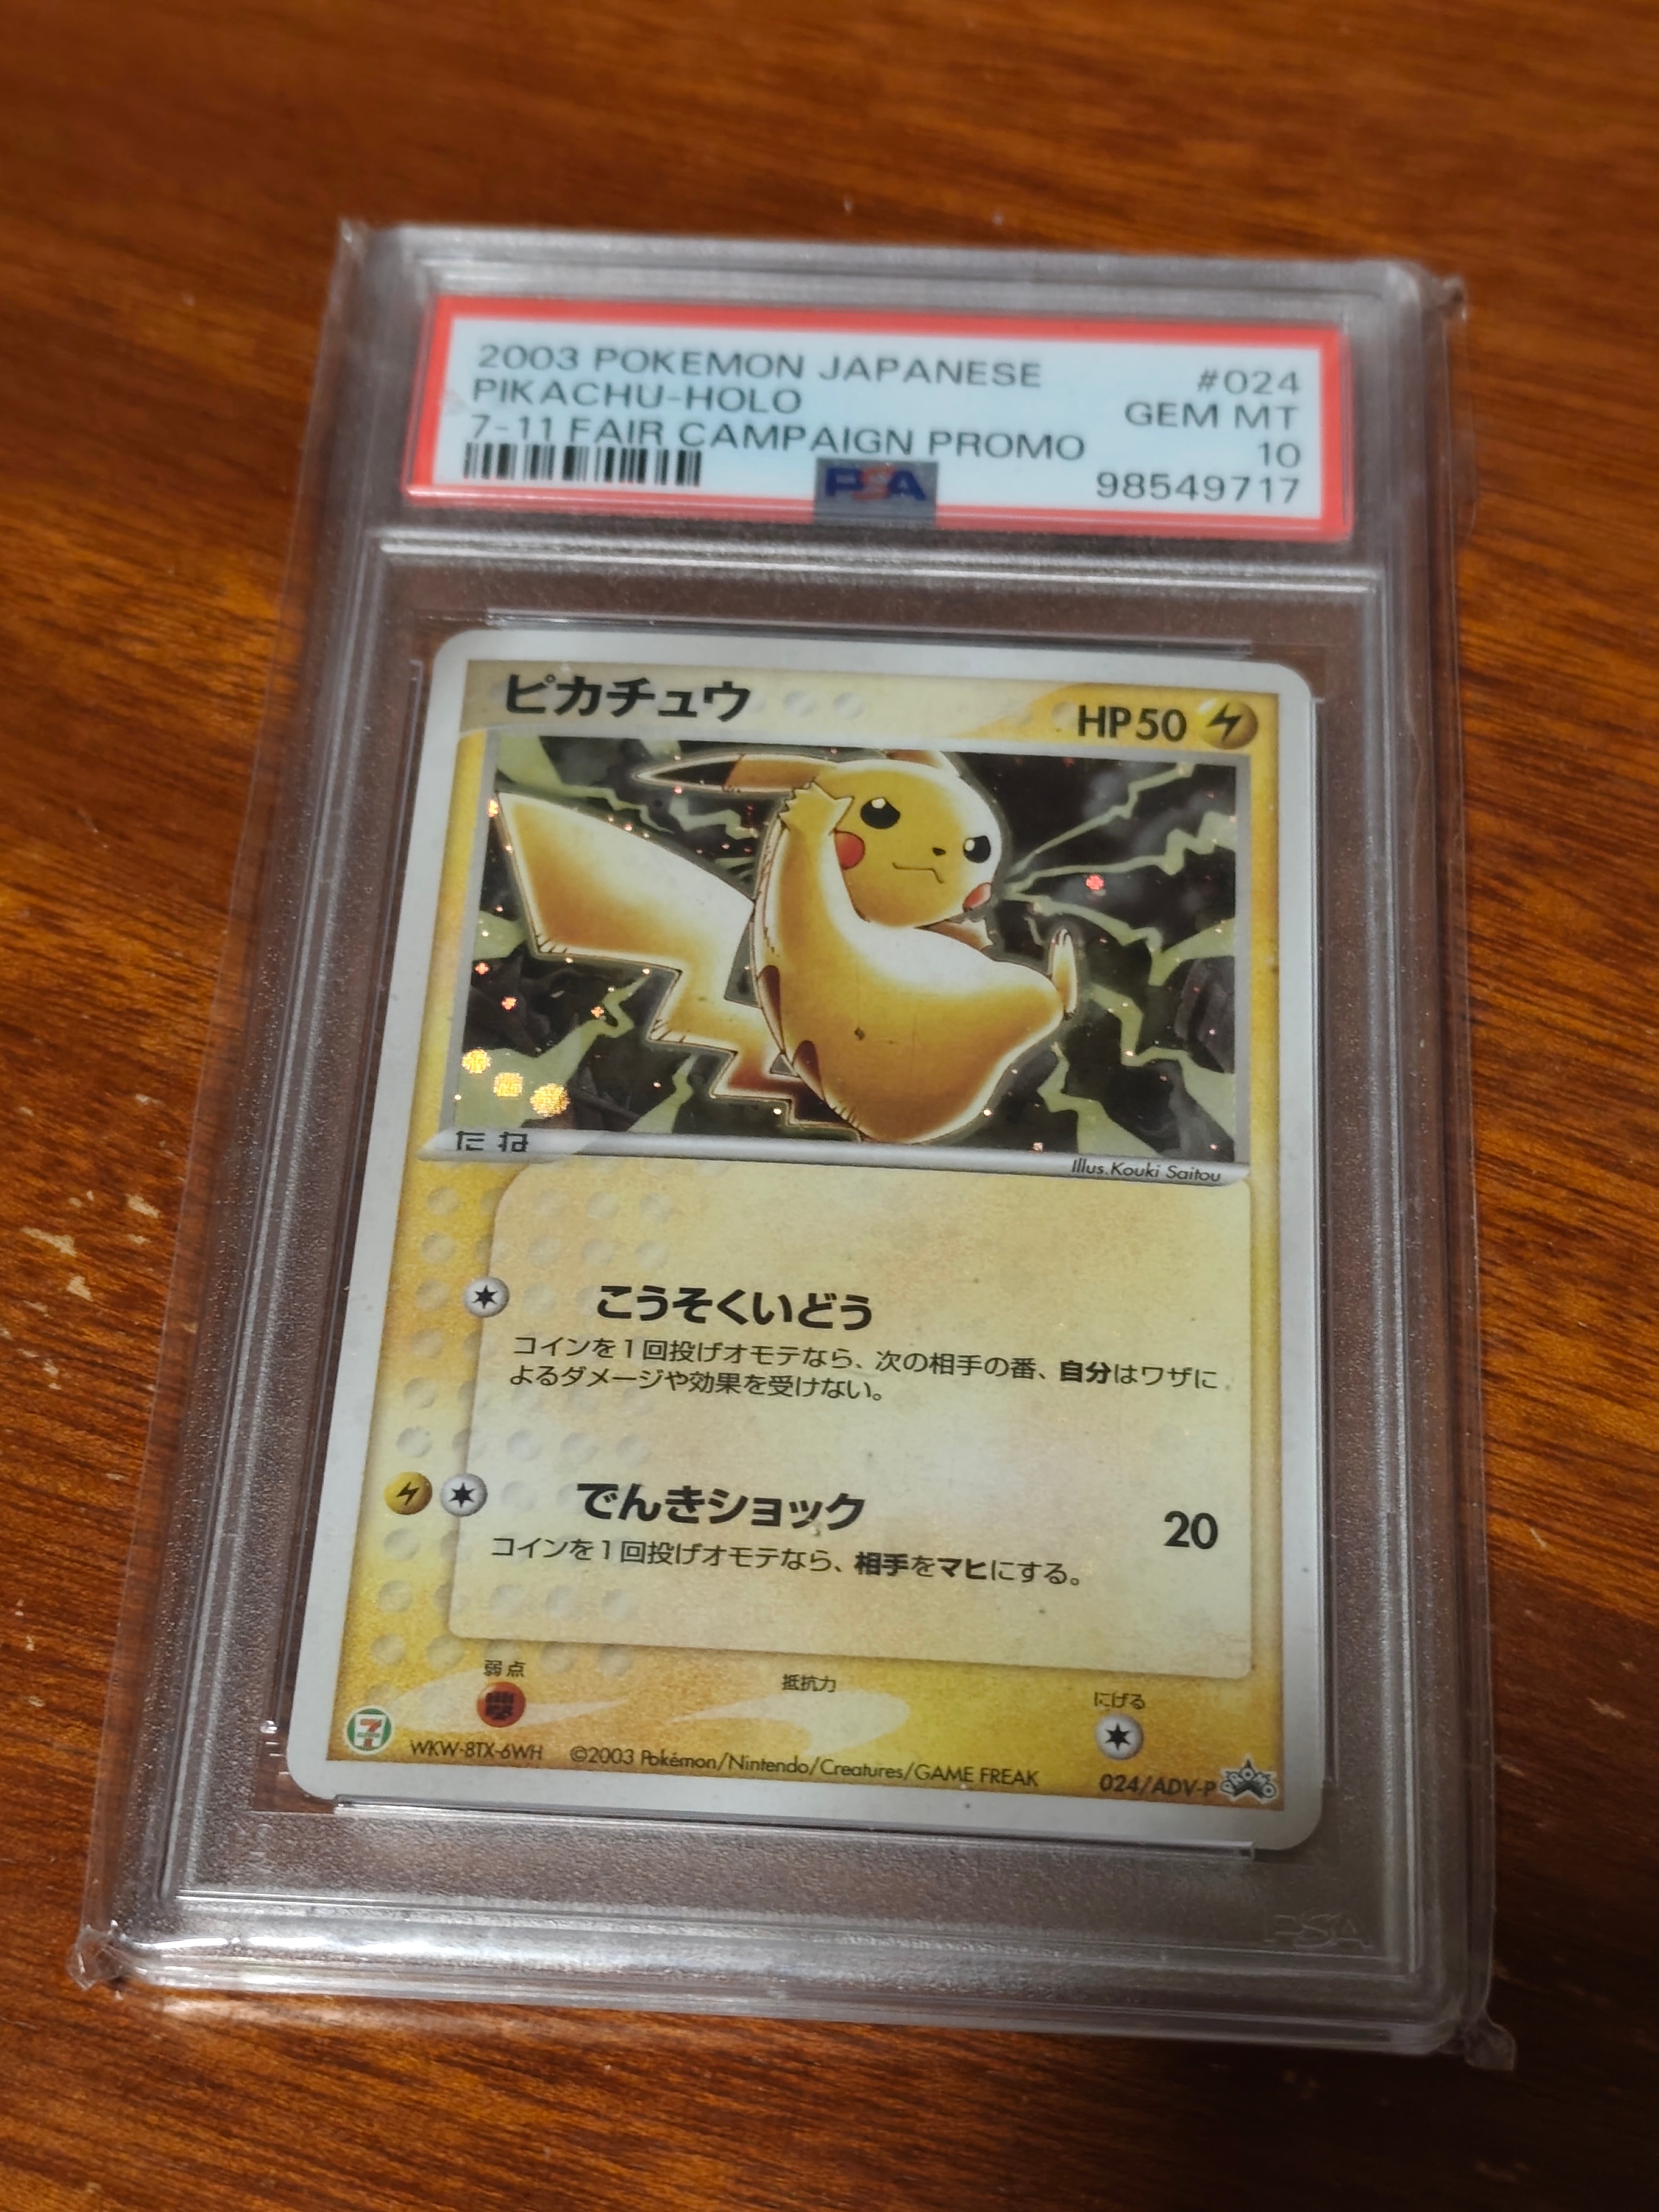 2003 POKEMON JAPANESE #024
PIKACHU-HOLO GEM MT
7-11 FAIR CAMPAIGN PROMO 10
PSA 98549717
ピカチュウ HP50
たね
Illus.Kouki Saitou
こうそくいどう
コインを1回投げオモテなら、次の相手の番、自分はワザに
よるダメージや効果を受けない。
でんきショック 20
コインを1回投げオモテなら、相手をマヒにする。
弱点 抵抗力 にげる
7
WKW-8TX-6WH ©2003 Pokémon/Nintendo/Creatures/GAME FREAK 024/ADV-P
PSA